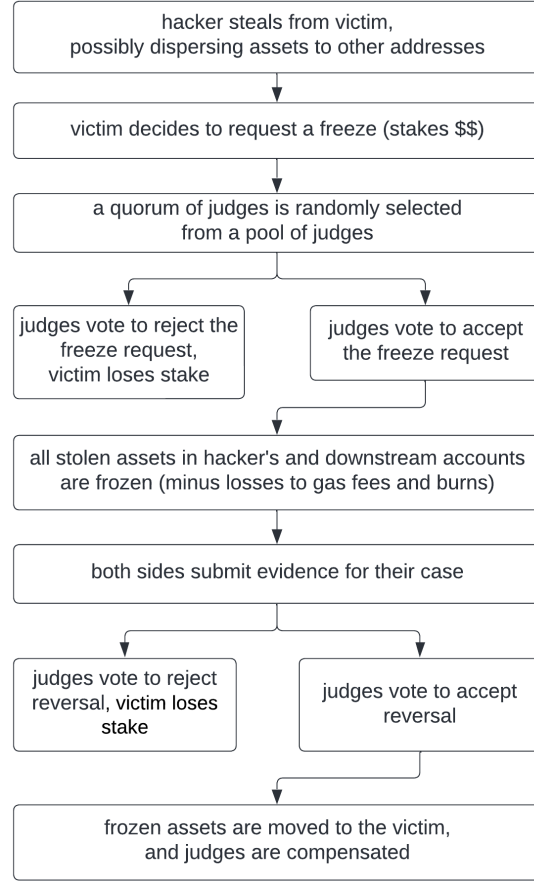 hacker steals from victim,
possibly dispersing assets to other addresses
victim decides to request a freeze (stakes $$)
a quorum of judges is randomly selected
from a pool of judges
judges vote to reject the
freeze request,
victim loses stake
judges vote to accept
the freeze request
all stolen assets in hacker's and downstream accounts
are frozen (minus losses to gas fees and burns)
both sides submit evidence for their case
judges vote to reject
reversal, victim loses
stake
judges vote to accept
reversal
frozen assets are moved to the victim,
and judges are compensated